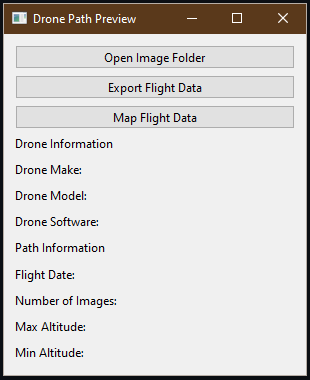 Drone Path Preview
Open Image Folder
Export Flight Data
Map Flight Data
Drone Information
Drone Make:
Drone Model:
Drone Software:
Path Information
Flight Date:
Number of Images:
Max Altitude:
Min Altitude: